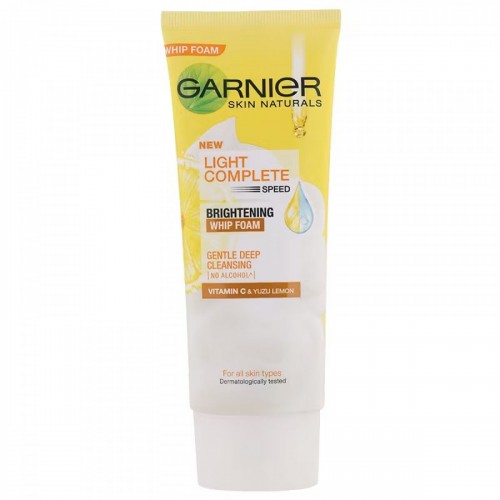 WHIP FOAM
GARNIER
SKIN NATURALS
NEW
LIGHT
COMPLETE
SPEED
BRIGHTENING
WHIP FOAM
GENTLE DEEP
CLEANSING
[NO ALCOHOL^]
VITAMIN C & YUZU LEMON
For all skin types
Dermatologically tested